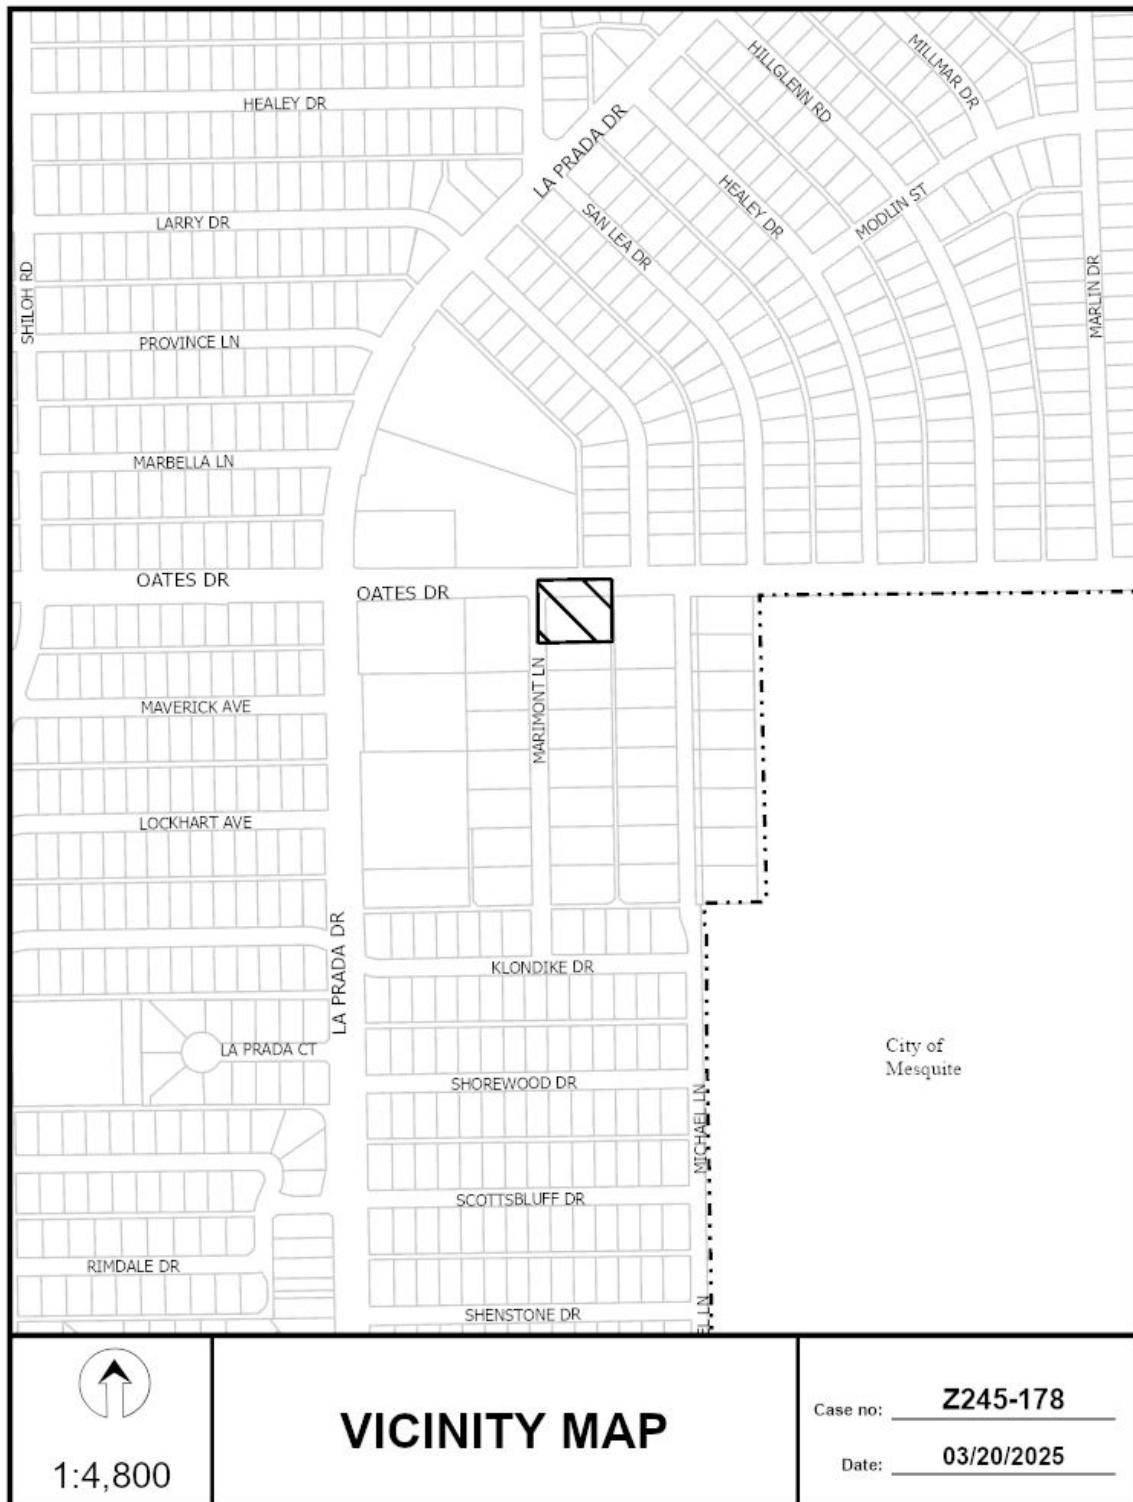 HEALEY DR
LARRY DR
SHILOH RD
PROVINCE LN
MARBELLA LN
OATES DR
LA PRADA DR
HILLGLENN RD
MILLMAR DR
SAN LEA DR
HEALEY DR
MODLIN ST
MARLIN DR
OATES DR
MARIMONT LN
MAVERICK AVE
LOCKHART AVE
LA PRADA DR
KLONDIKE DR
LA PRADA CT
SHOREWOOD DR
MICHAEL LN
SCOTTSBLUFF DR
RIMDALE DR
SHENSTONE DR
EL LN
City of
Mesquite
1:4,800
VICINITY MAP
Case no: Z245-178
Date: 03/20/2025